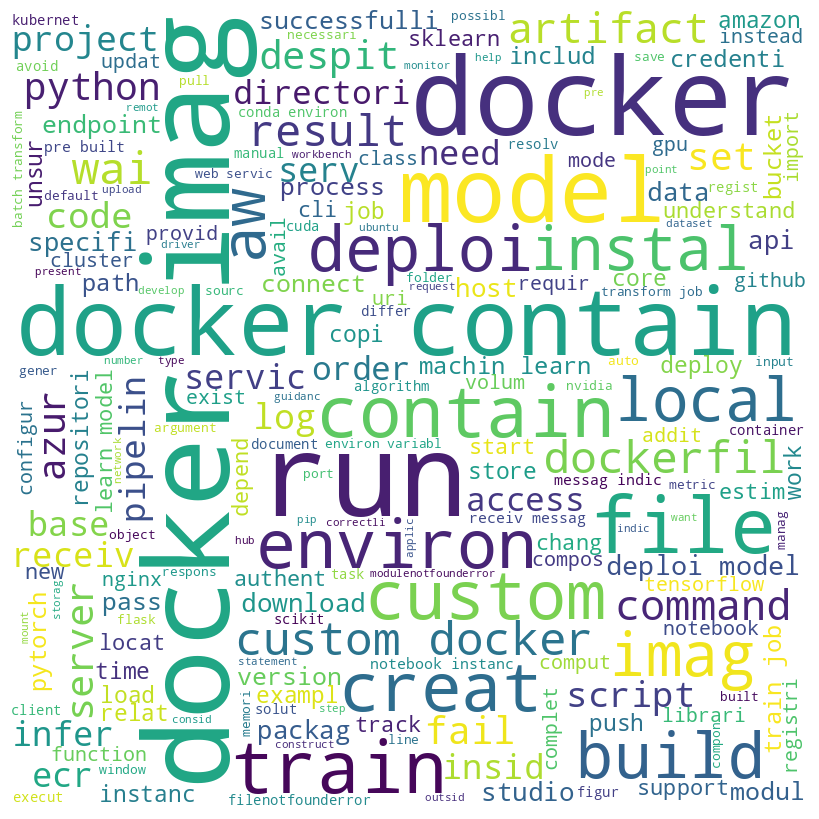 kubernet
necessari
successfulli
possibl
artifact
amazon
project
despit
sklearn
instead
avoid
updat
pull
monitor
help
save
includ
credenti
python
remot
directori
docker
pre
endpoint
conda environ
result
resolv
gpu
import
batch transform
pre built
manual
workbench
class
need
mode
set
bucket
unsur
wai
serv
model
data
point
regist
default
upload
web servic
process
code
aw
cli
job
cuda
ubuntu
understand
dataset
provid
avail
deploi
instal
api
specifi
driver
cluster
folder
core
github
present
path
connect
request
host
requir
transform job
develop
sourc
uri
differ
docker imag
docker contain
copi
number
type
order
machin learn
auto
deploy
input
gener
servic
exist
algorithm
guidanc
volum
nvidia
local
configur
azur
repositori
learn model
pipelin
argument
network
log
contain
addit
container
document
environ variabl
start
dockerfil
messag indic
metric
work
depend
run
store
port
access
estim
base
pip
correctli
applic
receiv messag
file
indic
want
manag
object
hub
environ
chang
receiv
new
nginx
respons
authent
task
modulenotfounderror
compos
deploi model
pytorch
storag
mount
server
pass
flask
download
scikit
custom
tensorflow
command
locat
custom docker
notebook
time
statement
notebook instanc
comput
imag
train job
client
load
relat
consid
version
exampl
memori
solut
step
creat
script
built
librari
registri
infer
function
packag
construct
track
line
fail
complet
push
compon
window
ecr
train
insid
build
execut
instanc
filenotfounderror
outsid
studio
figur
support
modul